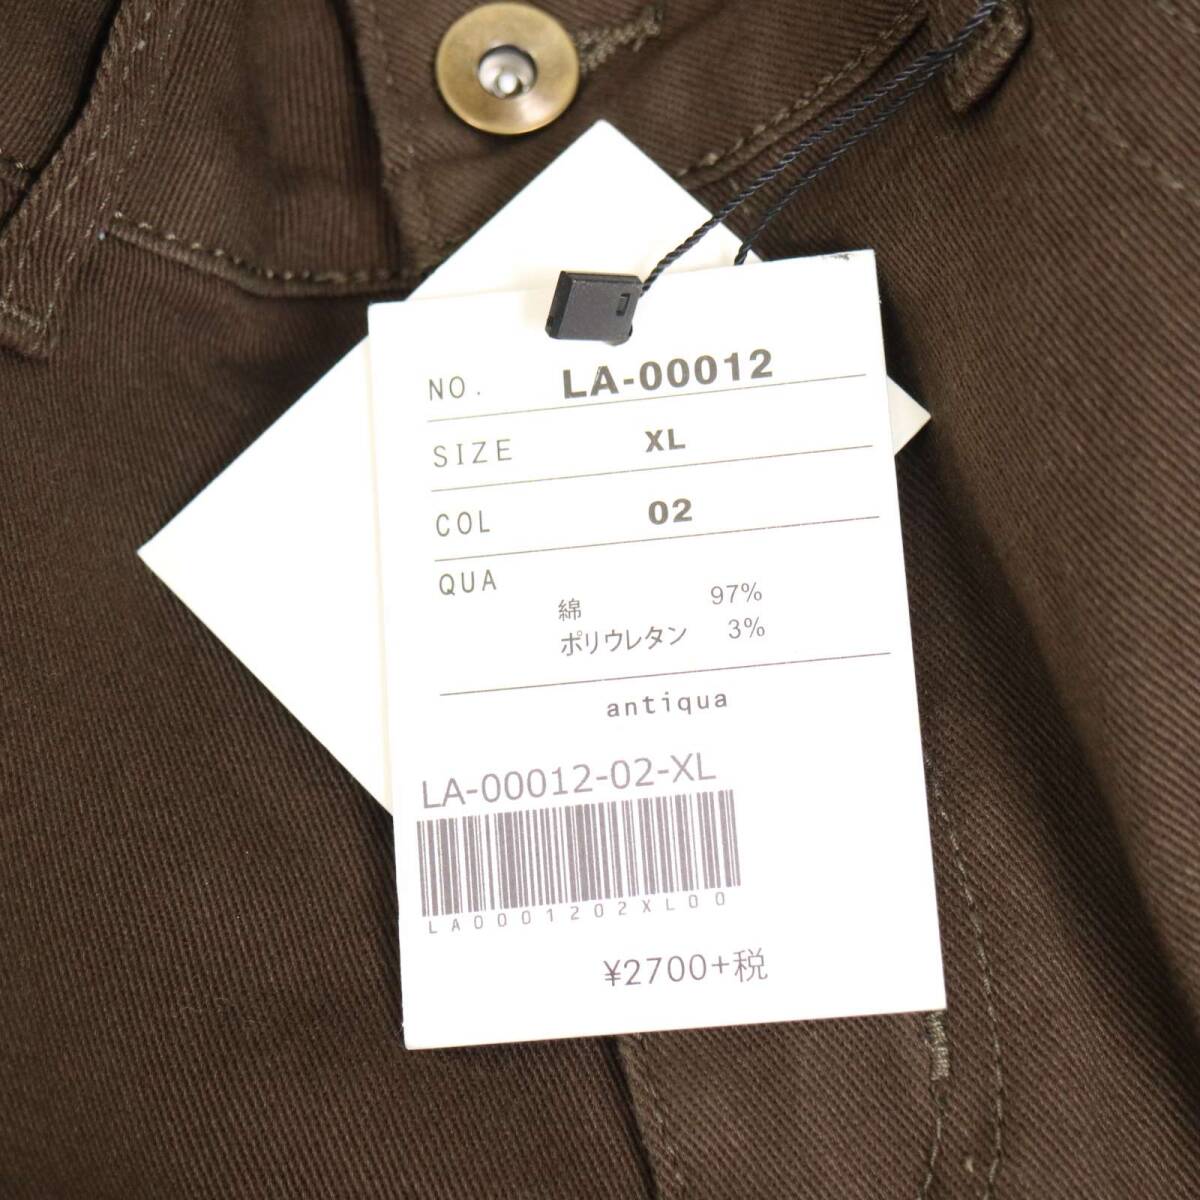 NO. LA-00012
SIZE XL
COL 02
QUA
綿 97%
ポリウレタン 3%
antiqua
LA-00012-02-XL
LA0001202XL00
¥2700+税